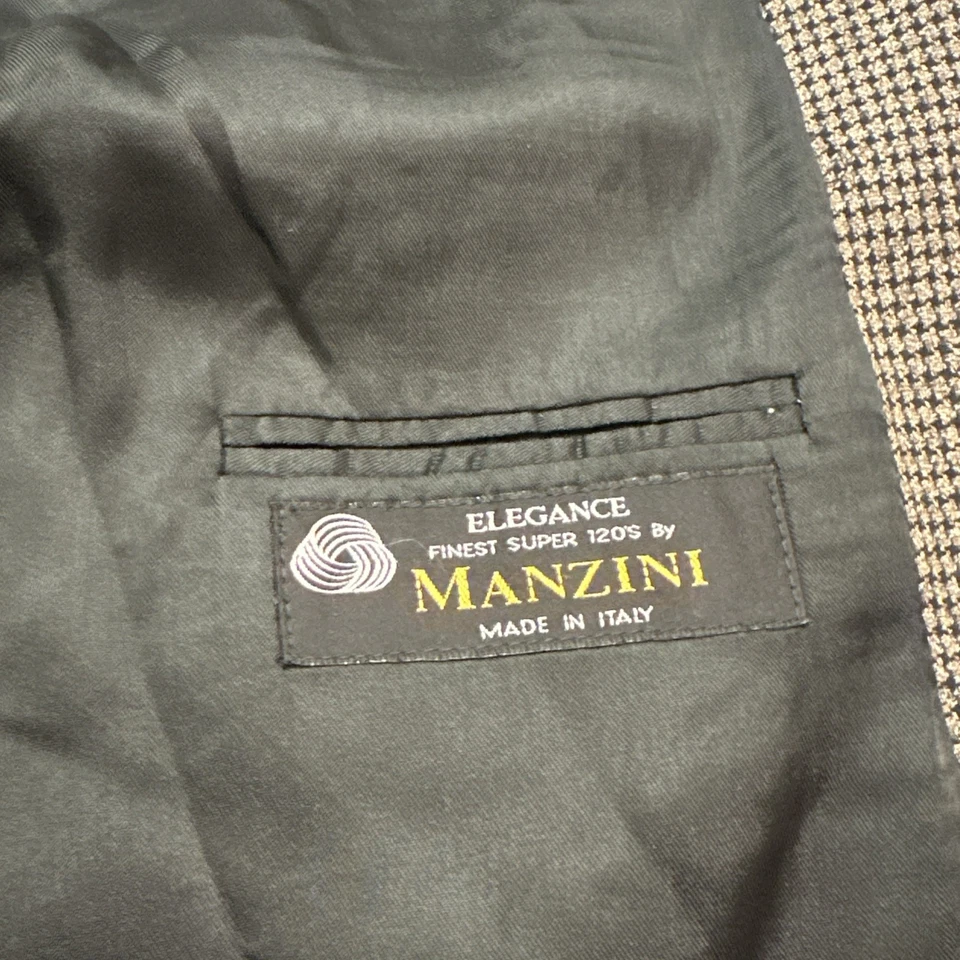 ELEGANCE
FINEST SUPER 120'S By
MANZINI
MADE IN ITALY